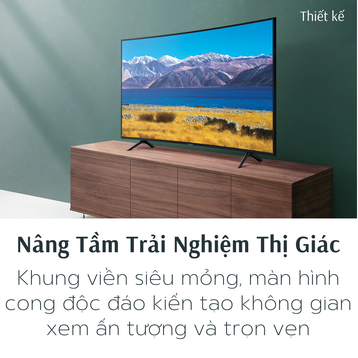 Thiết kế
Nâng Tầm Trải Nghiệm Thị Giác
Khung viền siêu mỏng, màn hình
cong độc đáo kiến tạo không gian
xem ấn tượng và trọn vẹn